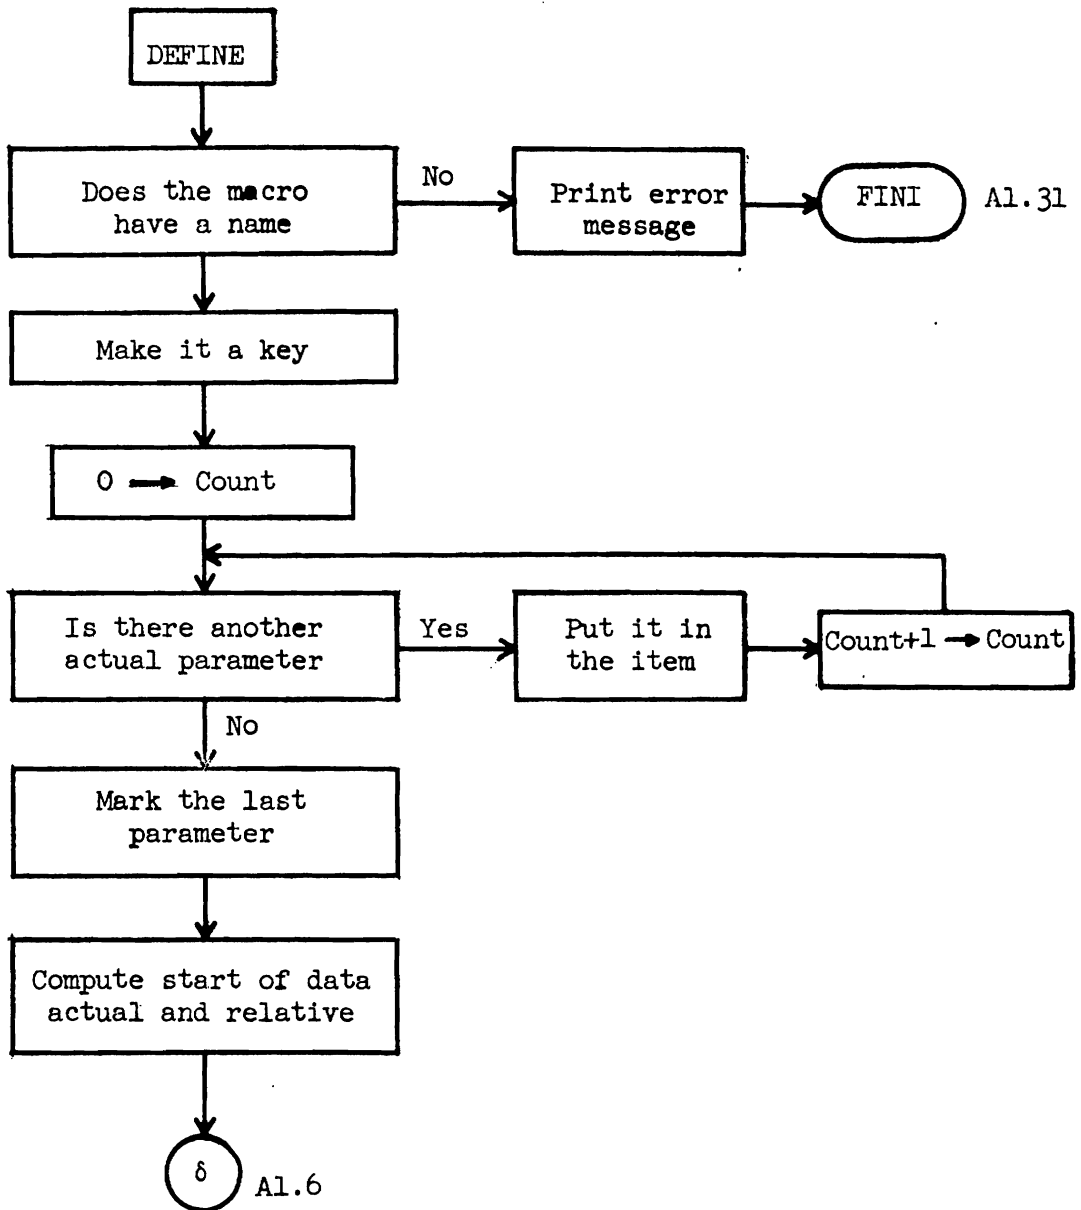 DEFINE
Does the macro
have a name
No
Print error
message
FINI
A1.31
Make it a key
0 → Count
Is there another
actual parameter
Yes
Put it in
the item
Count+1 → Count
No
Mark the last
parameter
Compute start of data
actual and relative
δ
A1.6